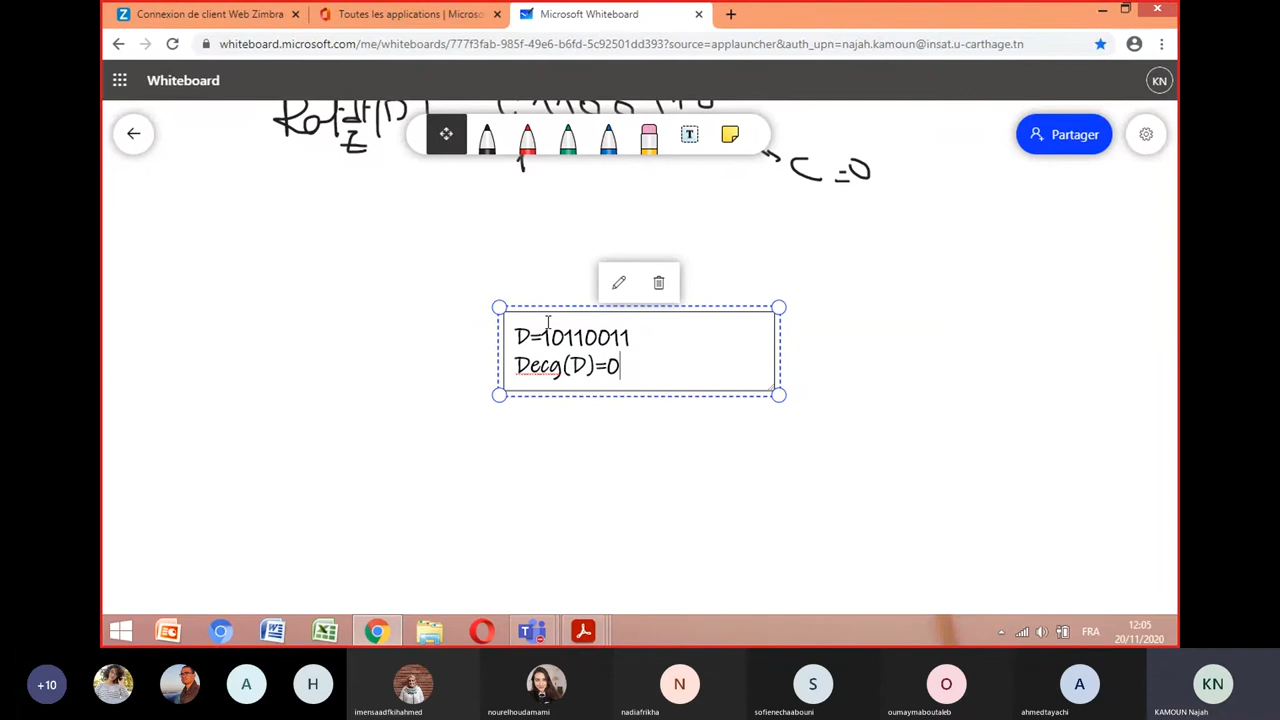 Connexion de client Web Zimbra
Toutes les applications | Microso
Microsoft Whiteboard
whiteboard.microsoft.com/me/whiteboards/777f3fab-985f-49e6-b6fd-5c92501dd393?source=applauncher&auth_upn=najah.kamoun@insat.u-carthage.tn
Whiteboard
KN
Partager
C=0
D=10110011
Decg(D)=0
FRA
12:05
20/11/2020
+10
A
H
N
S
O
A
KN
imensaadfkihahmed
nourelhoudamami
nadiafrikha
sofienechaabouni
oumaymaboutaleb
ahmedtayachi
KAMOUN Najah